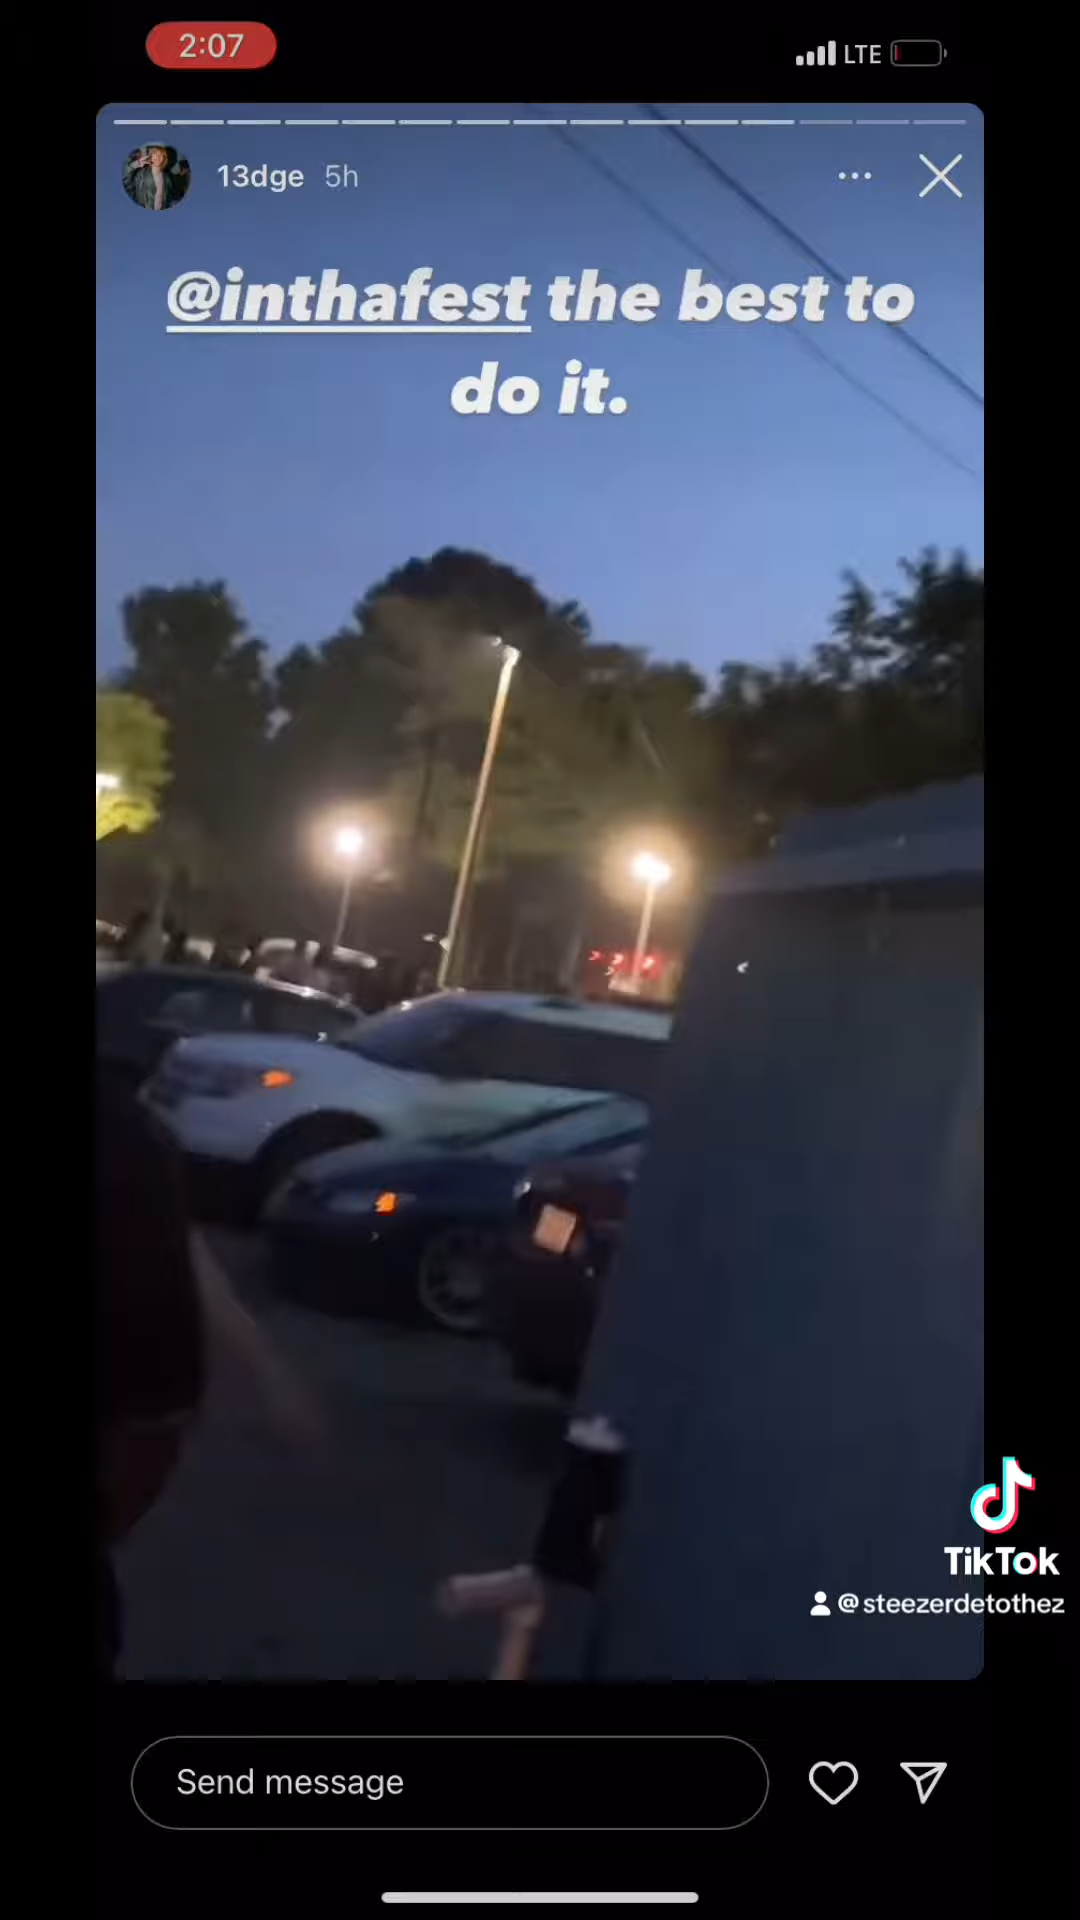 2:07
LTE
13dge 5h
@inthafest the best to
do it.
TikTok
@steezerdetothez
Send message